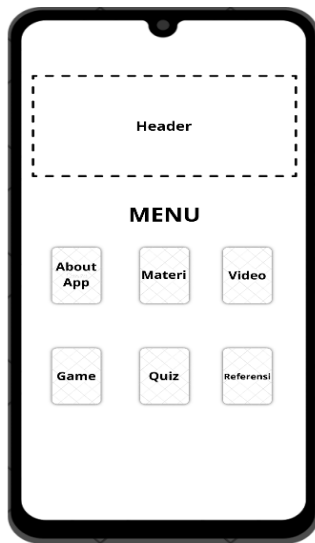 Header
MENU
About
App
Materi
Video
Game
Quiz
Referensi